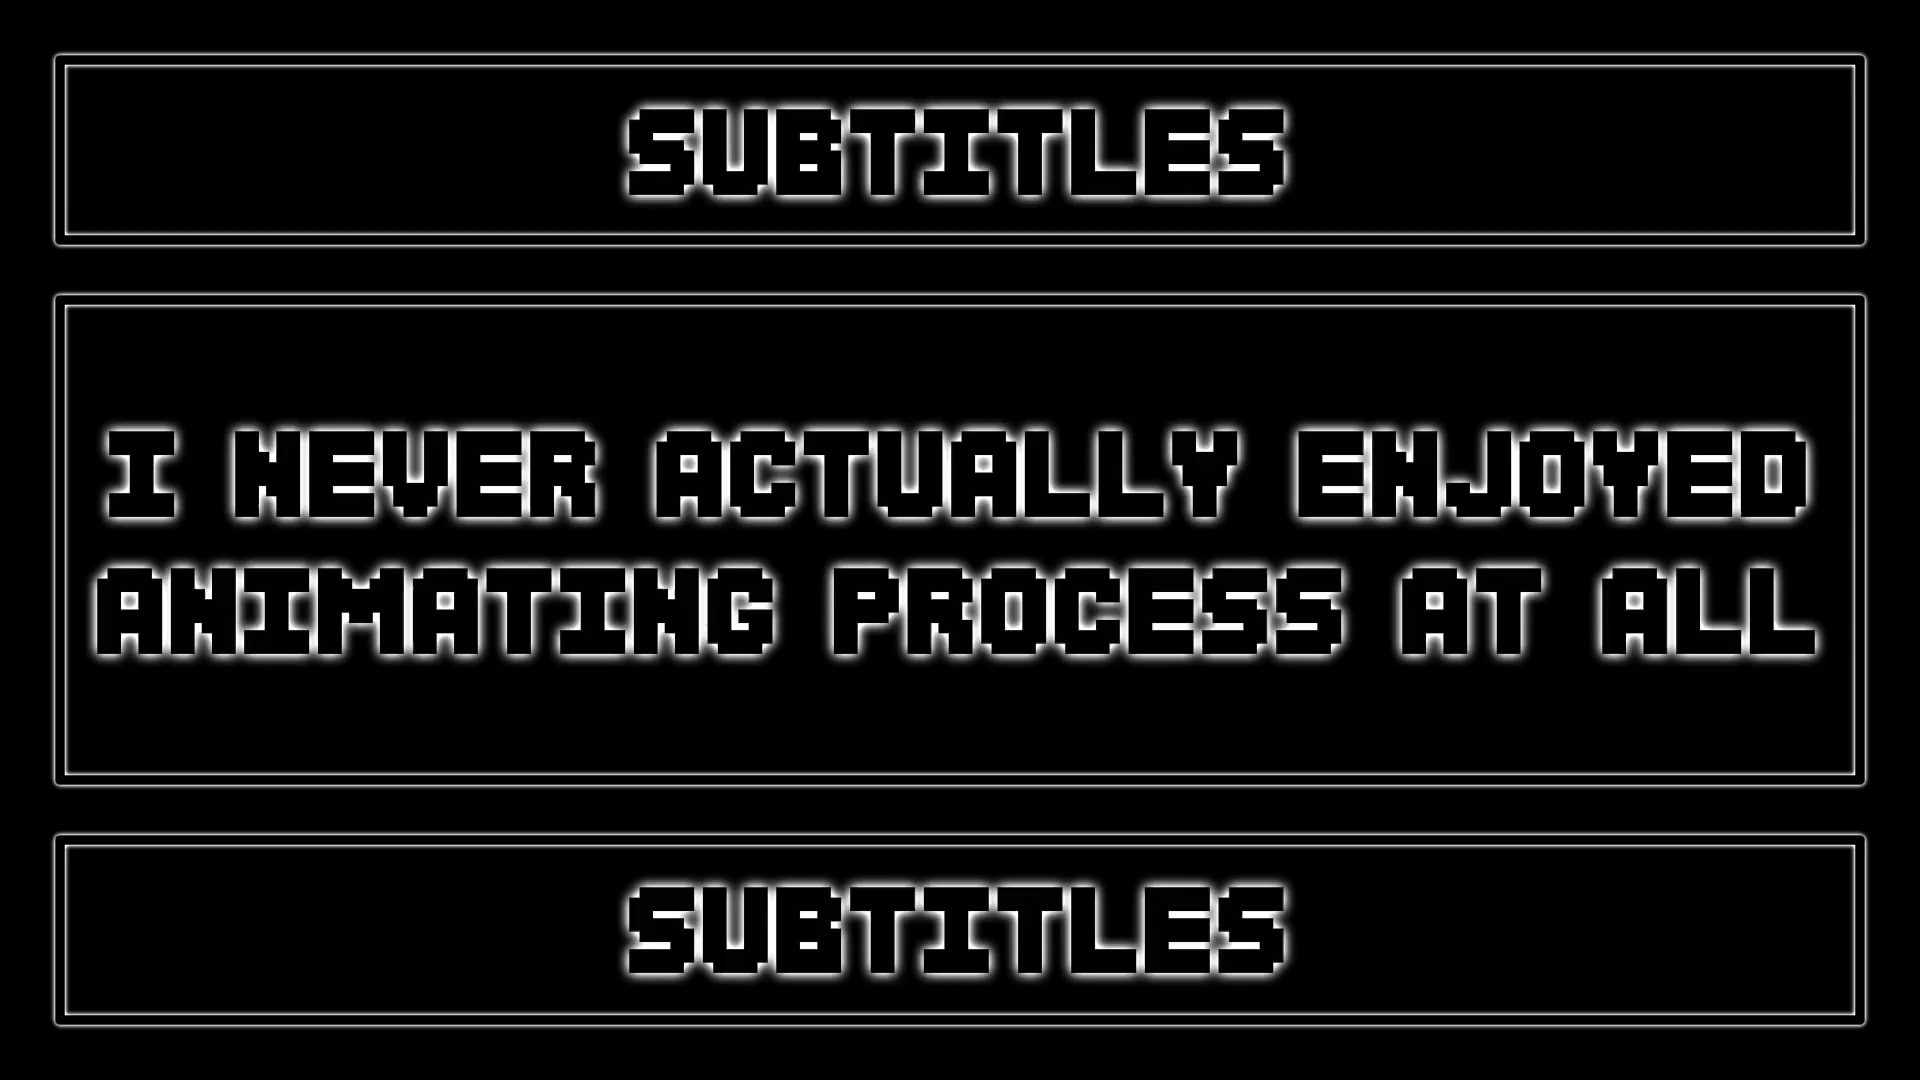 SUBTITLES
I NEVER ACTUALLY ENJOYED
ANIMATING PROCESS AT ALL
SUBTITLES